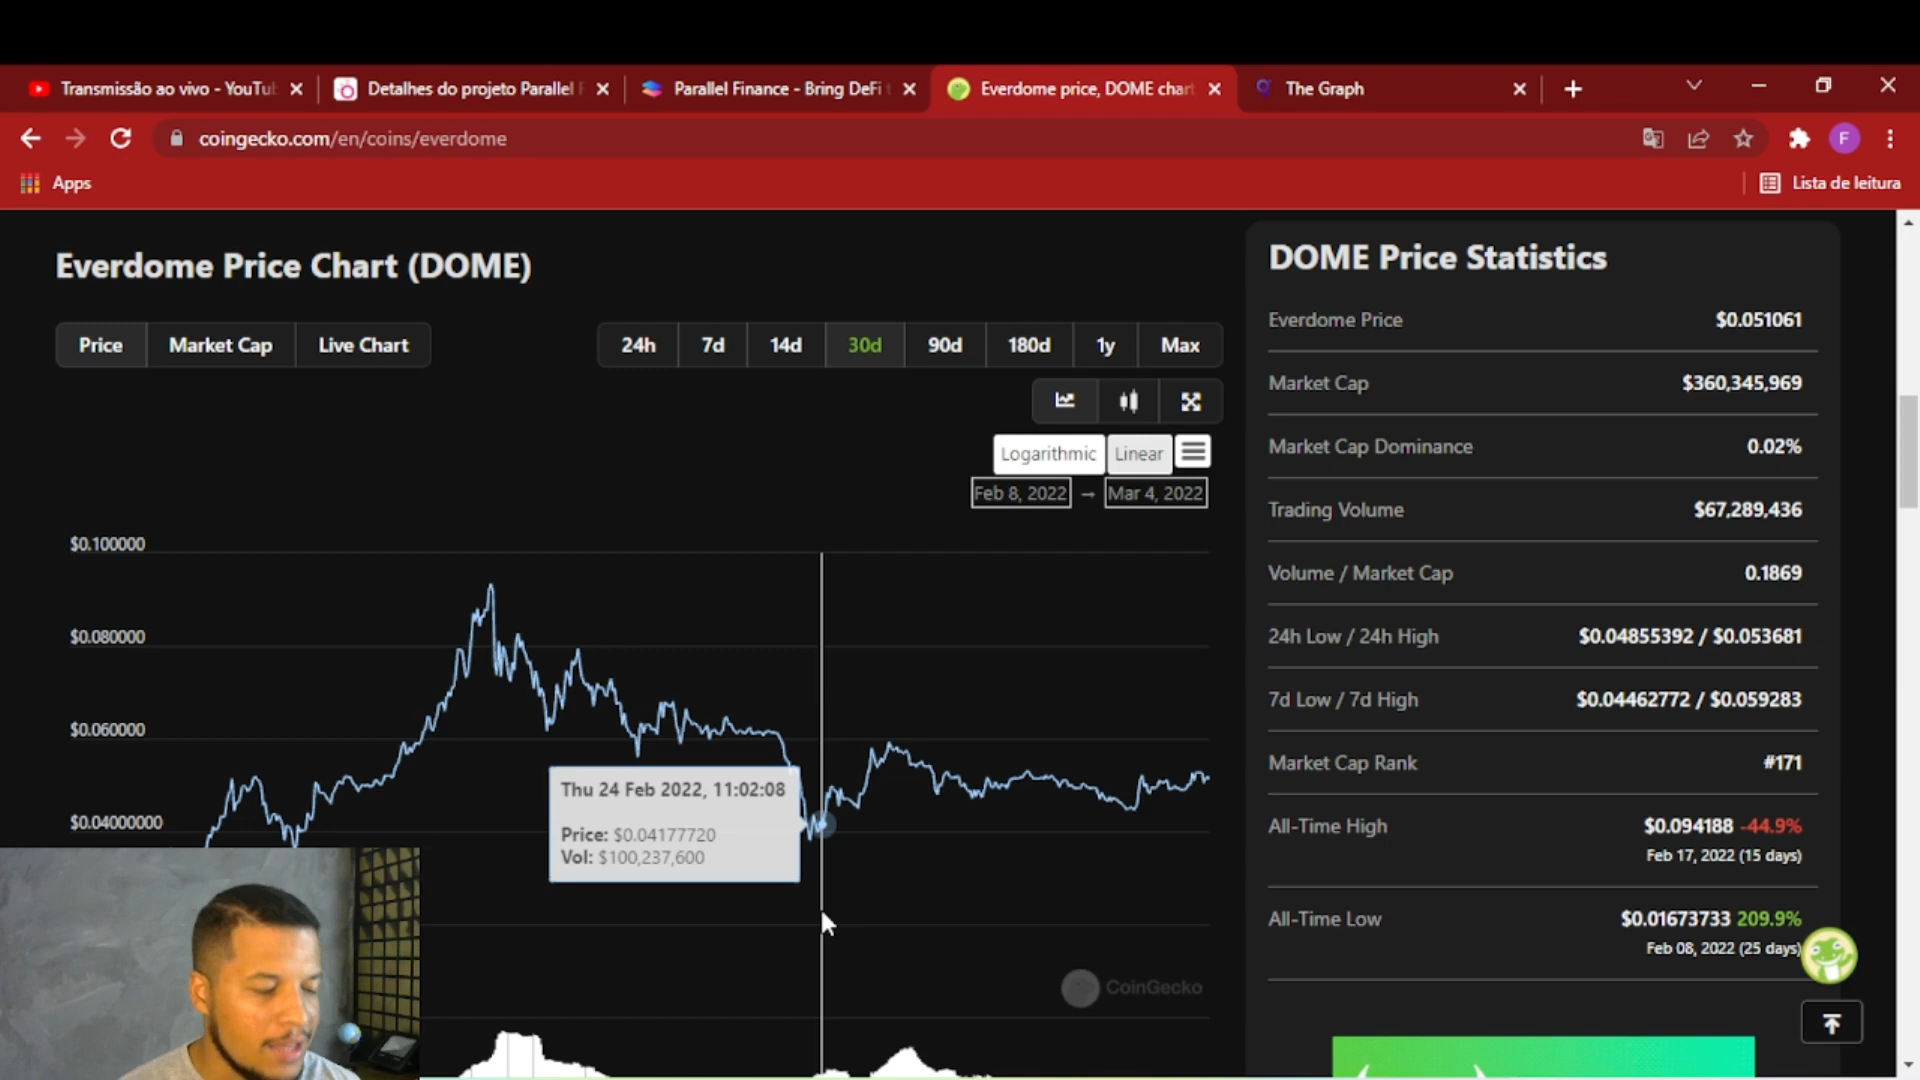 Transmissão ao vivo - YouTu
Detalhes do projeto Parallel F
Parallel Finance - Bring DeFi t
Everdome price, DOME chart
The Graph
coingecko.com/en/coins/everdome
F
Apps
Lista de leitura
Everdome Price Chart (DOME)
Price
Market Cap
Live Chart
24h
7d
14d
30d
90d
180d
1y
Max
Logarithmic
Linear
Feb 8, 2022 → Mar 4, 2022
$0.100000
$0.080000
$0.060000
$0.04000000
Thu 24 Feb 2022, 11:02:08
Price: $0.04177720
Vol: $100,237,600
CoinGecko
DOME Price Statistics
Everdome Price $0.051061
Market Cap $360,345,969
Market Cap Dominance 0.02%
Trading Volume $67,289,436
Volume / Market Cap 0.1869
24h Low / 24h High $0.04855392 / $0.053681
7d Low / 7d High $0.04462772 / $0.059283
Market Cap Rank #171
All-Time High $0.094188 -44.9%
Feb 17, 2022 (15 days)
All-Time Low $0.01673733 209.9%
Feb 08, 2022 (25 days)